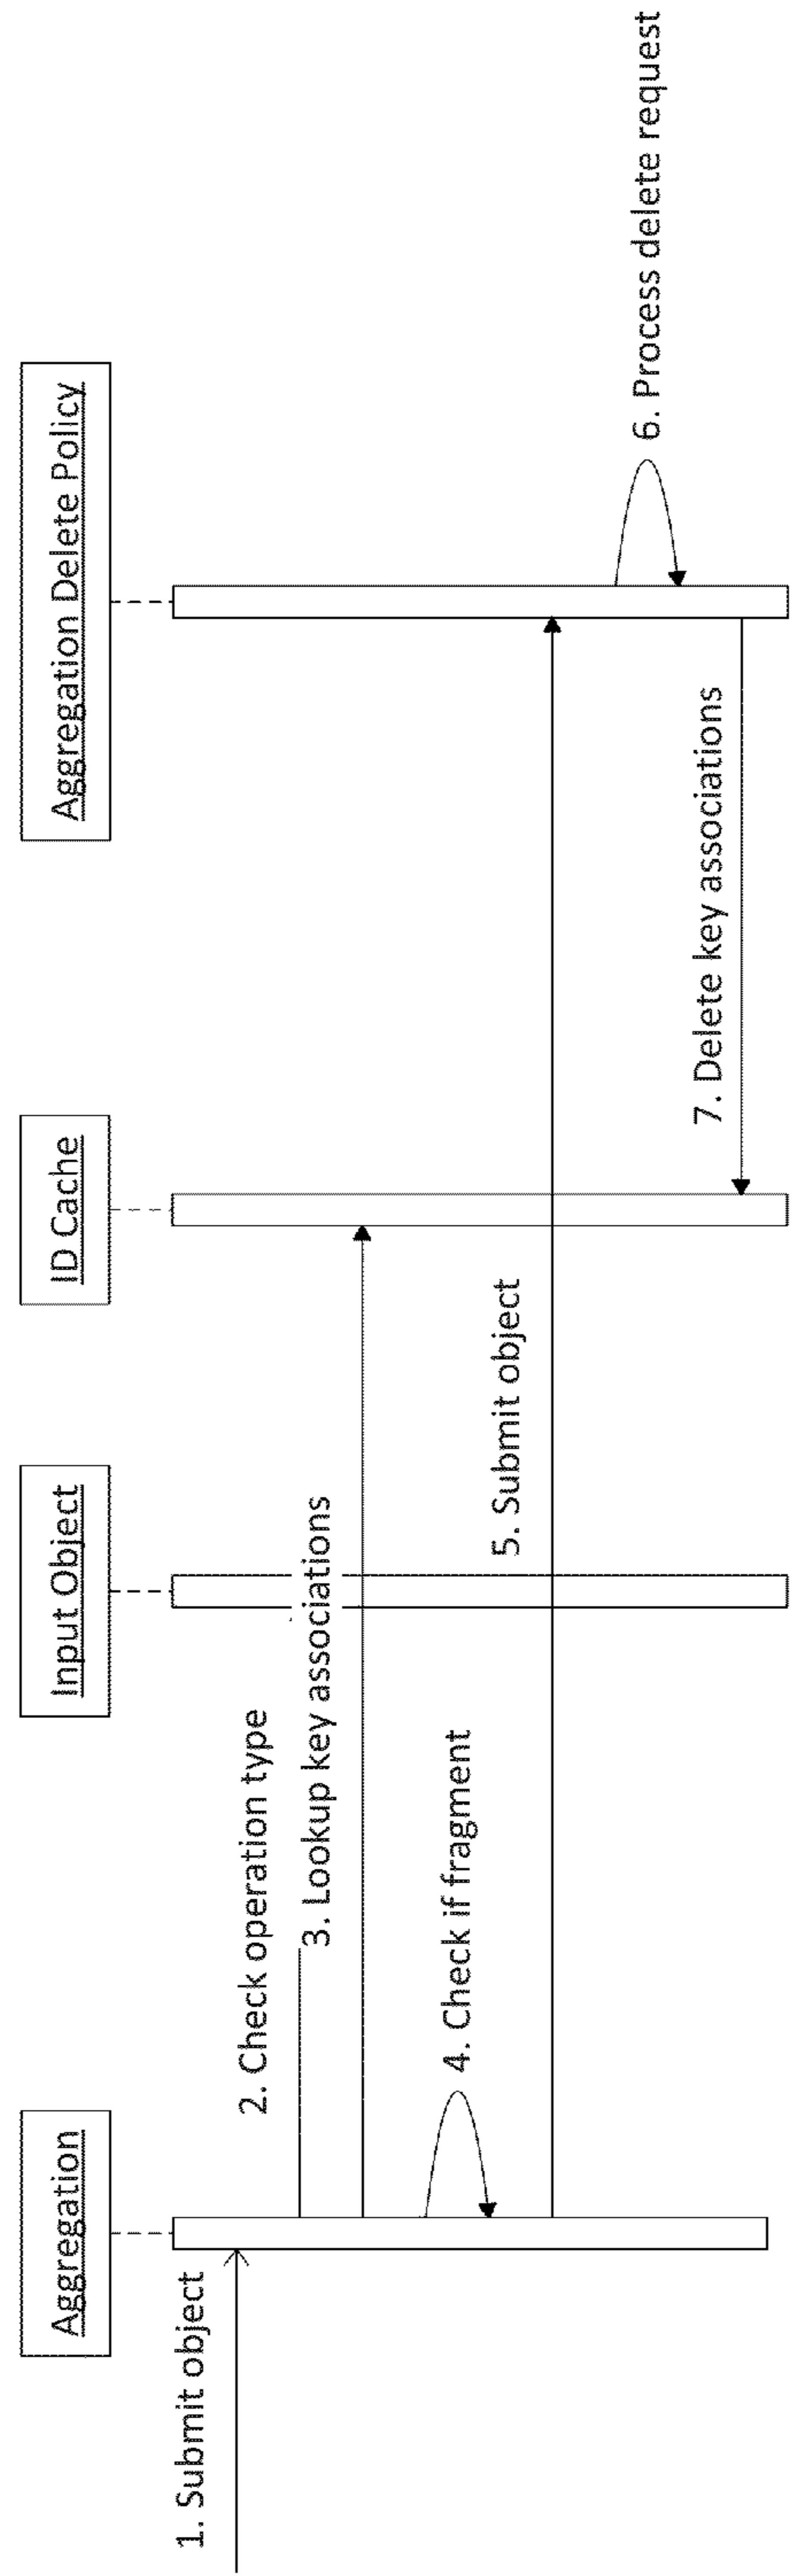 Aggregation
Input Object
ID Cache
Aggregation Delete Policy
1. Submit object
2. Check operation type
3. Lookup key associations
4. Check if fragment
5. Submit object
6. Process delete request
7. Delete key associations